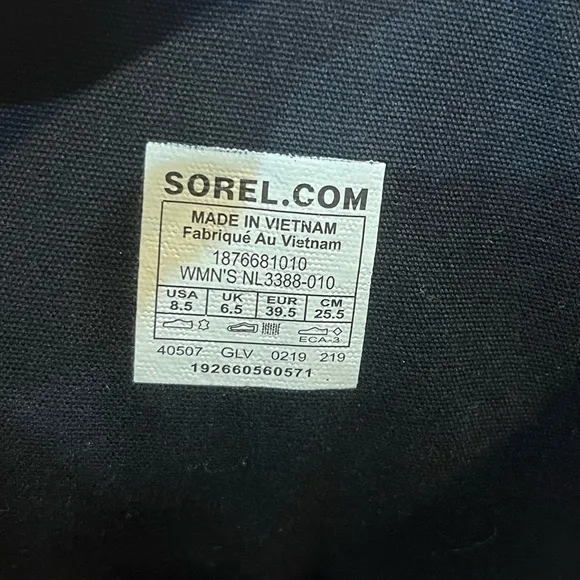 SOREL.COM
MADE IN VIETNAM
Fabriqué Au Vietnam
1876681010
WMN'S NL3388-010
USA UK EUR CM
8.5 6.5 39.5 25.5
ECA-3
40507 GLV 0219 219
192660560571